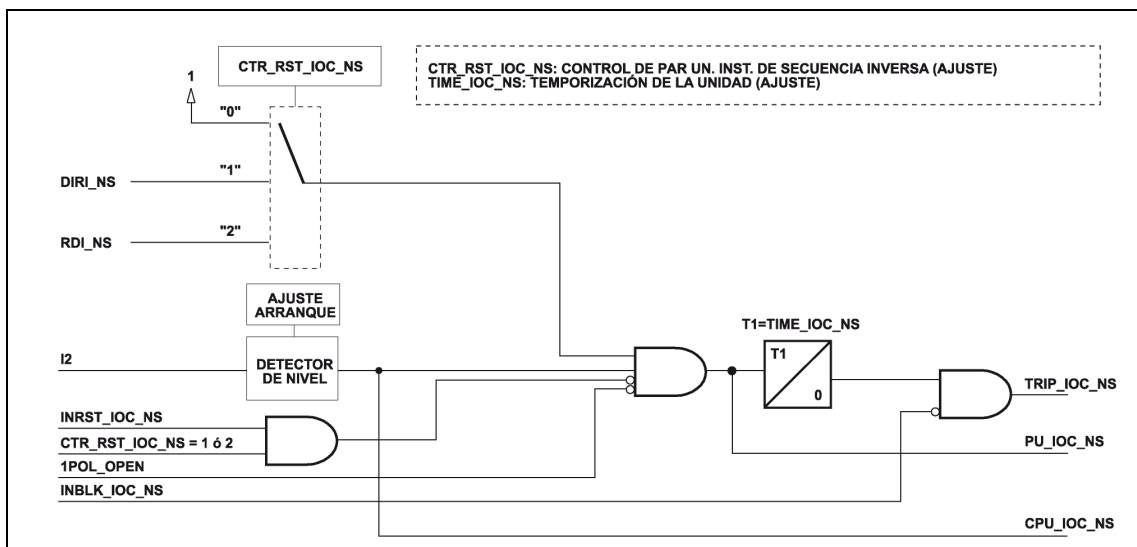 CTR_RST_IOC_NS
CTR_RST_IOC_NS: CONTROL DE PAR UN. INST. DE SECUENCIA INVERSA (AJUSTE)
TIME_IOC_NS: TEMPORIZACIÓN DE LA UNIDAD (AJUSTE)
1
"0"
DIRI_NS
"1"
RDI_NS
"2"
AJUSTE
ARRANQUE
I2
DETECTOR
DE NIVEL
T1=TIME_IOC_NS
T1
0
TRIP_IOC_NS
INRST_IOC_NS
CTR_RST_IOC_NS = 1 ó 2
PU_IOC_NS
1POL_OPEN
INBLK_IOC_NS
CPU_IOC_NS